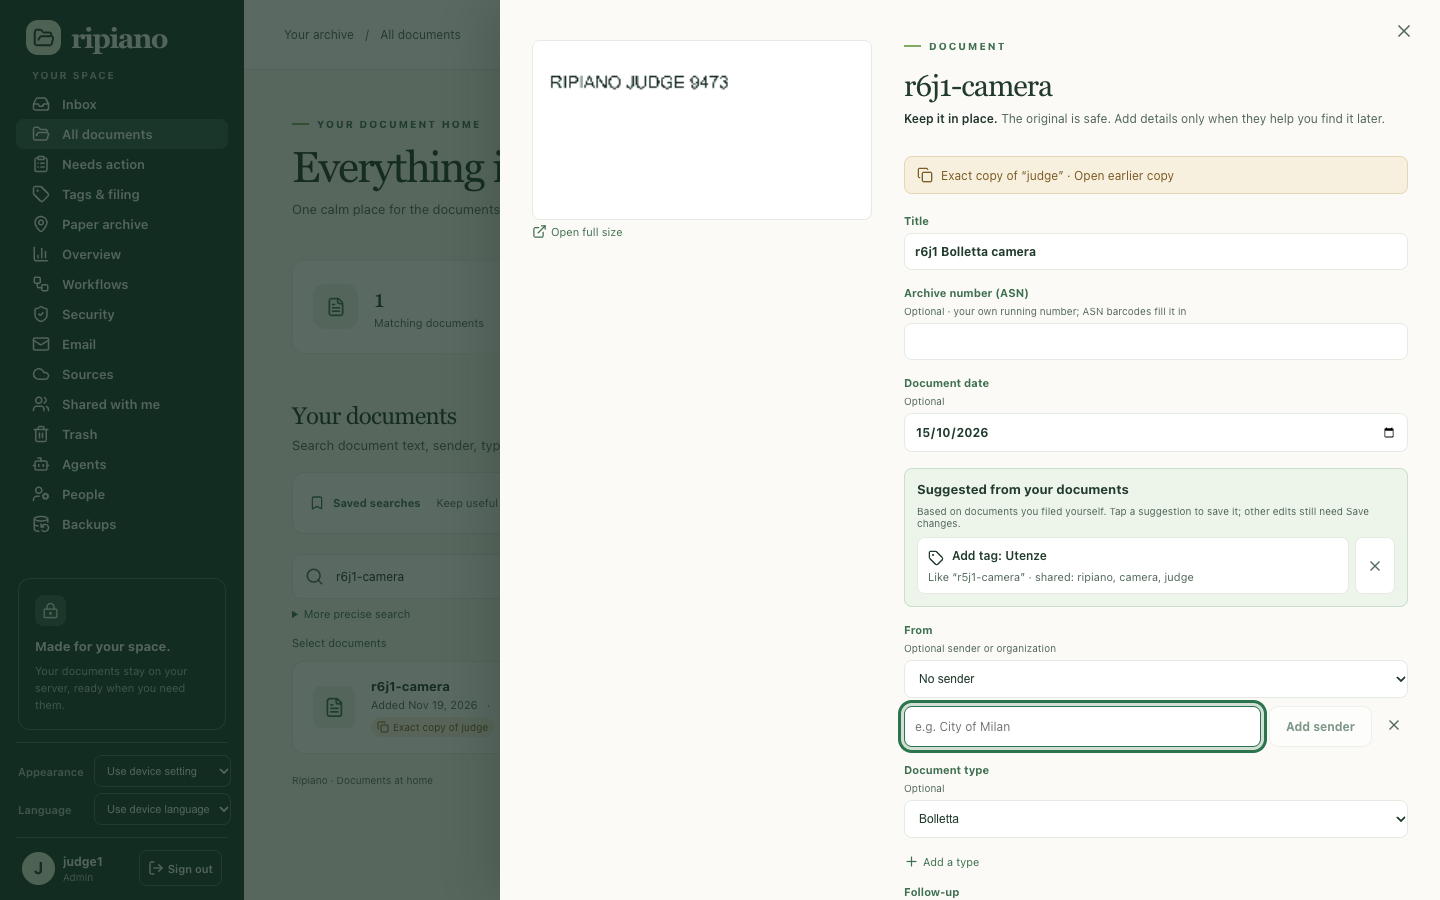 ripiano
YOUR SPACE
Inbox
All documents
Needs action
Tags & filing
Paper archive
Overview
Workflows
Security
Email
Sources
Shared with me
Trash
Agents
People
Backups
Made for your space.
Your documents stay on your
server, ready when you need
them.
Appearance
Use device setting
Language
Use device language
J
judge1
Admin
Sign out
Your archive / All documents
YOUR DOCUMENT HOME
Everything i
One calm place for the documents
1
Matching documents
Your documents
Search document text, sender, typ
Saved searches Keep useful
r6j1-camera
More precise search
Select documents
r6j1-camera
Added Nov 19, 2026 ·
Exact copy of judge
Ripiano · Documents at home
RIPIANO JUDGE 9473
Open full size
DOCUMENT
r6j1-camera
Keep it in place. The original is safe. Add details only when they help you find it later.
Exact copy of “judge” · Open earlier copy
Title
r6j1 Bolletta camera
Archive number (ASN)
Optional · your own running number; ASN barcodes fill it in
Document date
Optional
15/10/2026
Suggested from your documents
Based on documents you filed yourself. Tap a suggestion to save it; other edits still need Save
changes.
Add tag: Utenze
Like “r5j1-camera” · shared: ripiano, camera, judge
From
Optional sender or organization
No sender
e.g. City of Milan
Add sender
Document type
Optional
Bolletta
Add a type
Follow-up